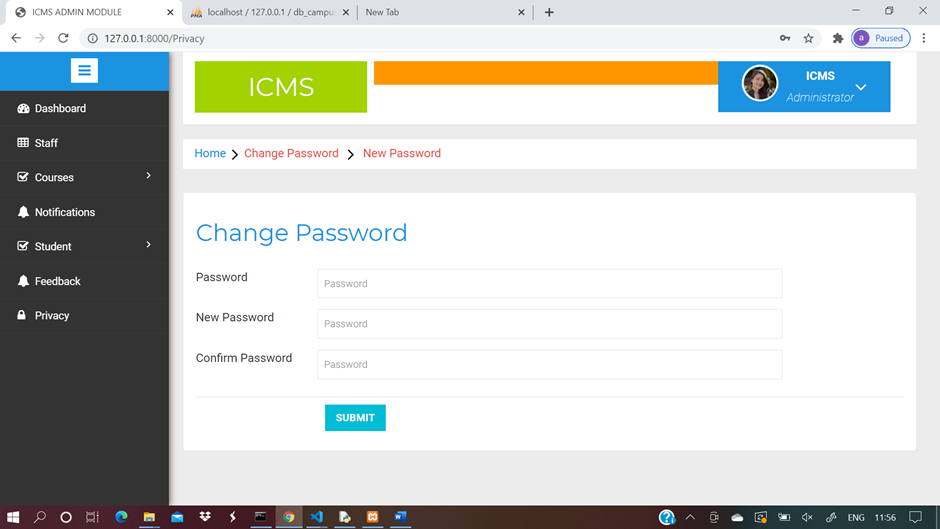 ICMS ADMIN MODULE
localhost / 127.0.0.1 / db_campu
New Tab
127.0.0.1:8000/Privacy
a Paused
ICMS
ICMS
Administrator
Dashboard
Staff
Courses
Notifications
Student
Feedback
Privacy
Home > Change Password > New Password
Change Password
Password Password
New Password Password
Confirm Password Password
SUBMIT
ENG 11:56